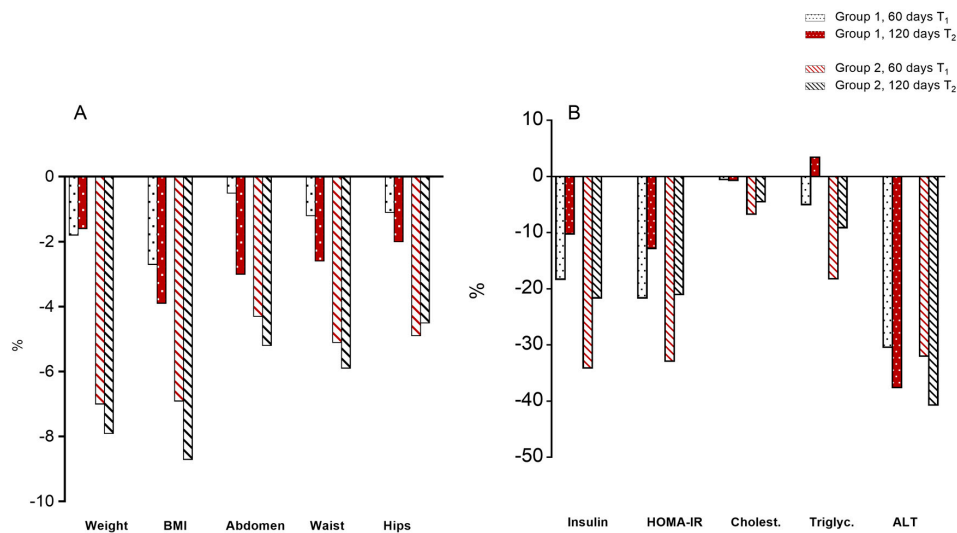 Group 1, 60 days T₁
Group 1, 120 days T₂
Group 2, 60 days T₁
Group 2, 120 days T₂
A
0
-2
-4
-6
-8
-10
%
Weight BMI Abdomen Waist Hips
B
10
0
-10
-20
-30
-40
-50
%
Insulin HOMA-IR Cholest. Triglyc. ALT